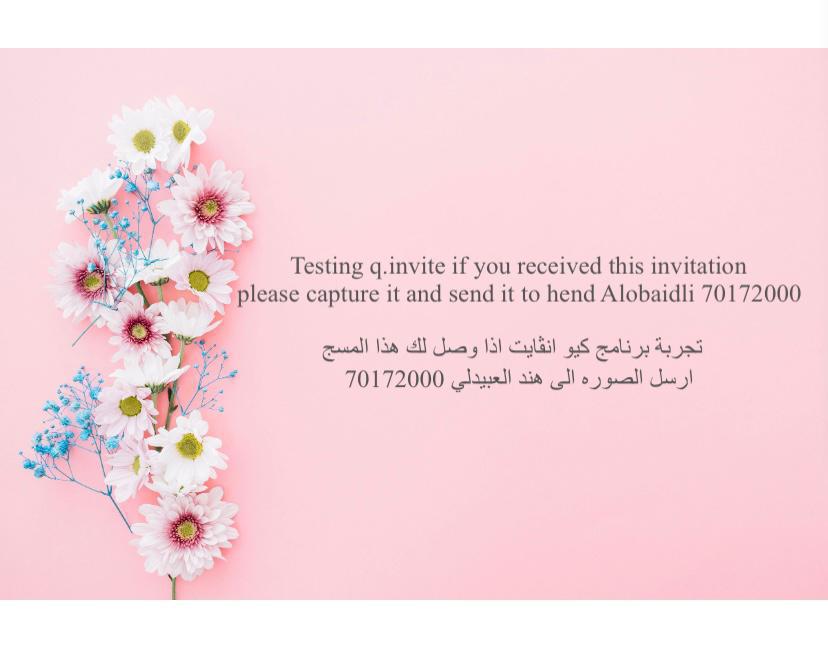 Testing q.invite if you received this invitation
please capture it and send it to hend Alobaidli 70172000
تجربة برنامج كيو انڤايت اذا وصل لك هذا المسج
ارسل الصوره الى هند العبيدلي 70172000